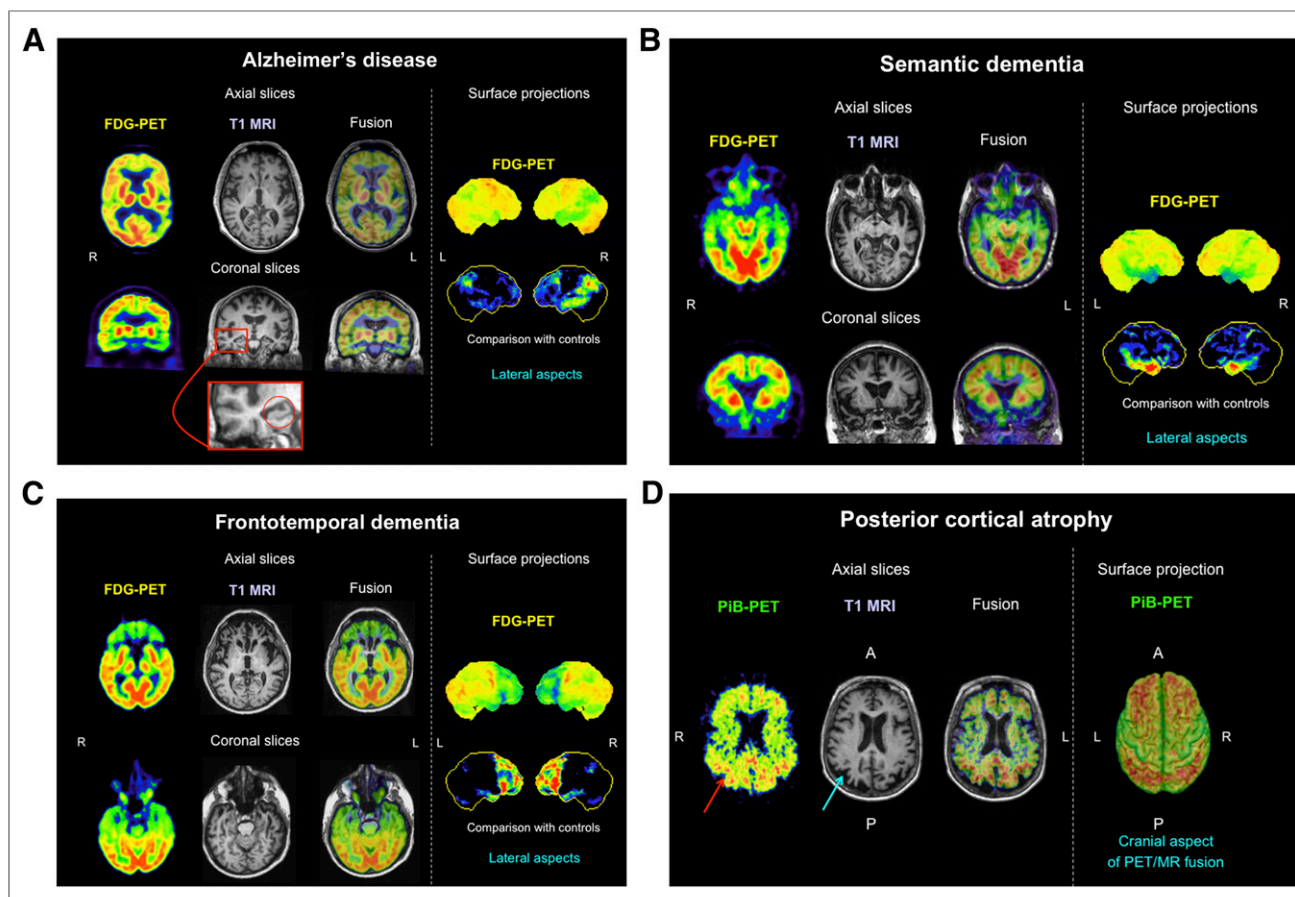 A
Alzheimer's disease
Axial slices
Surface projections
FDG-PET
T1 MRI
Fusion
FDG-PET
R
L
L
R
Coronal slices
Comparison with controls
Lateral aspects
B
Semantic dementia
Axial slices
Surface projections
FDG-PET
T1 MRI
Fusion
FDG-PET
R
L
L
R
Coronal slices
Comparison with controls
Lateral aspects
C
Frontotemporal dementia
Axial slices
Surface projections
FDG-PET
T1 MRI
Fusion
FDG-PET
R
L
L
R
Coronal slices
Comparison with controls
Lateral aspects
D
Posterior cortical atrophy
Axial slices
Surface projection
PiB-PET
T1 MRI
Fusion
PiB-PET
A
A
R
L
L
R
P
P
Cranial aspect
of PET/MR fusion